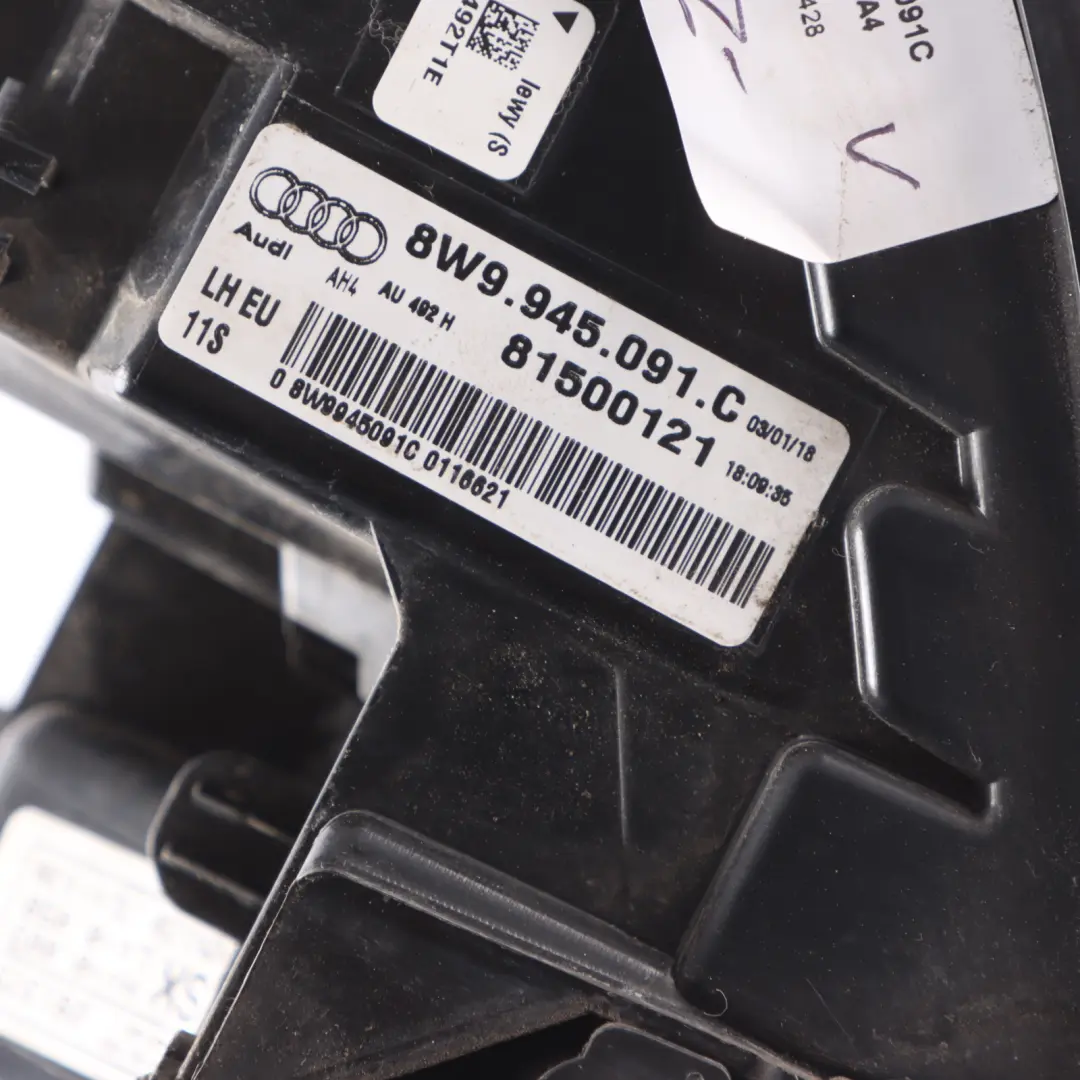 492T1E
lewy (S
091C
A4
428
V
Audi
8W9.945.091.C 03/01/18
AH4 AU 492 H 81500121 18:09:35
LH EU
11S
0 8W9945091C 0116621